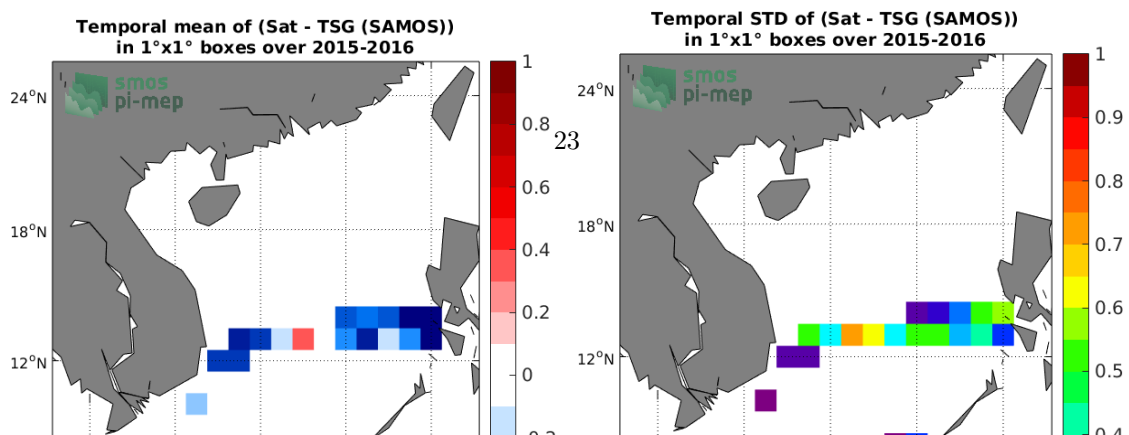 Temporal mean of (Sat - TSG (SAMOS))
in 1°x1° boxes over 2015-2016
smos
pi-mep
24°N
18°N
12°N
1
0.8
0.6
0.4
0.2
0
23
Temporal STD of (Sat - TSG (SAMOS))
in 1°x1° boxes over 2015-2016
smos
pi-mep
24°N
18°N
12°N
1
0.9
0.8
0.7
0.6
0.5
0.4